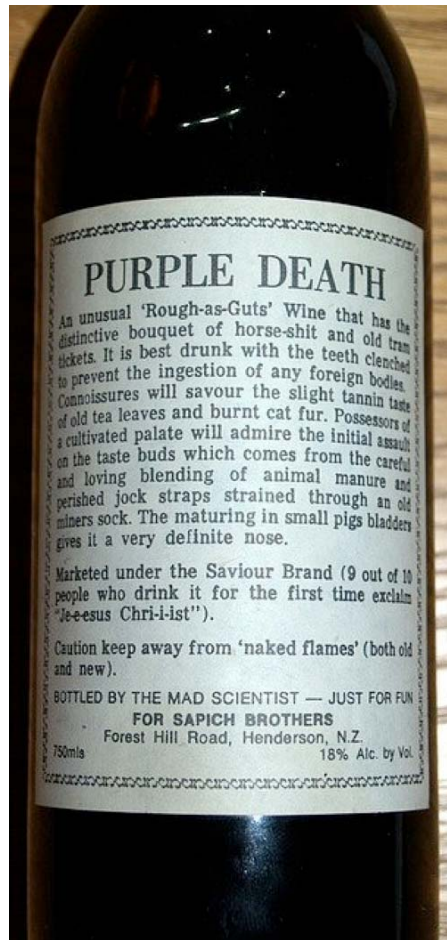 PURPLE DEATH
An unusual 'Rough-as-Guts' Wine that has the
distinctive bouquet of horse-shit and old tram
tickets. It is best drunk with the teeth clenched
to prevent the ingestion of any foreign bodies.
Connoissures will savour the slight tannin taste
of old tea leaves and burnt cat fur. Possessors of
a cultivated palate will admire the initial assault
on the taste buds which comes from the careful
and loving blending of animal manure and
perished jock straps strained through an old
miners sock. The maturing in small pigs bladders
gives it a very definite nose.
Marketed under the Saviour Brand (9 out of 10
people who drink it for the first time exclaim
"Je-e-esus Chri-i-ist").
Caution keep away from 'naked flames' (both old
and new).
BOTTLED BY THE MAD SCIENTIST — JUST FOR FUN
FOR SAPICH BROTHERS
Forest Hill Road, Henderson, N.Z.
750mls 18% Alc. by Vol.